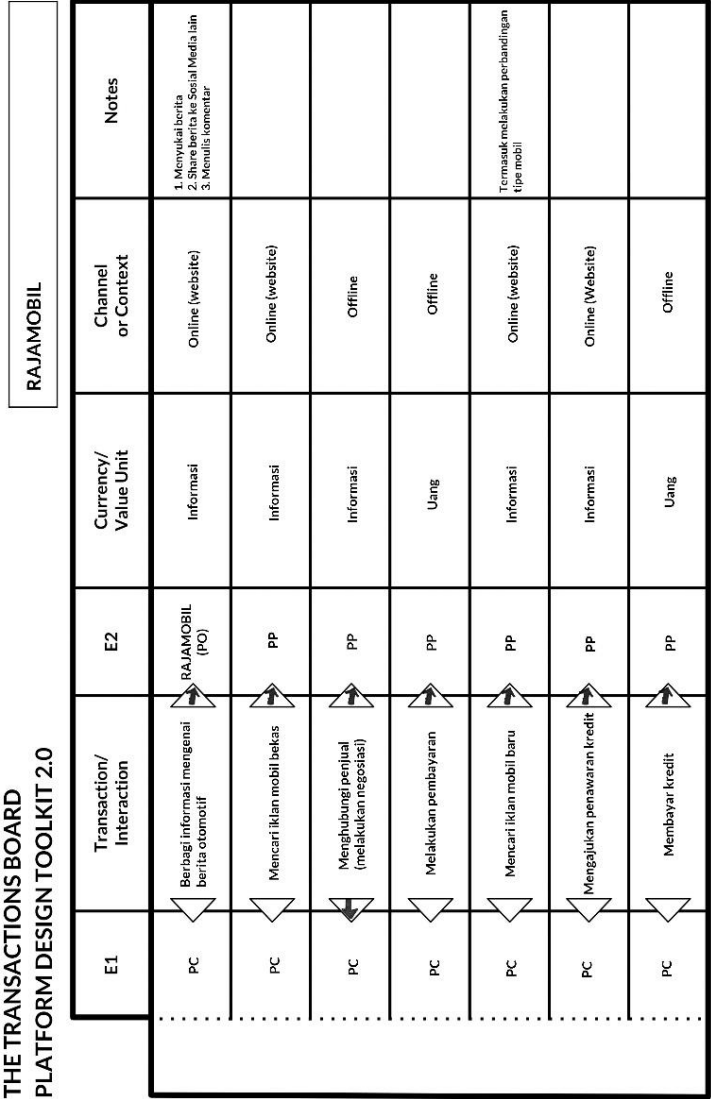 THE TRANSACTIONS BOARD
PLATFORM DESIGN TOOLKIT 2.0
RAJAMOBIL
E1
Transaction/
Interaction
E2
Currency/
Value Unit
Channel
or Context
Notes
PC
Berbagi informasi mengenai
berita otomotif
RAJAMOBIL
(PO)
Informasi
Online (website)
1. Menyukai berita
2. Share berita ke Sosial Media lain
3. Menulis komentar
PC
Mencari iklan mobil bekas
PP
Informasi
Online (website)
PC
Menghubungi penjual
(melakukan negosiasi)
PP
Informasi
Offline
PC
Melakukan pembayaran
PP
Uang
Offline
PC
Mencari iklan mobil baru
PP
Informasi
Online (website)
Termasuk melakukan perbandingan
tipe mobil
PC
Mengajukan penawaran kredit
PP
Informasi
Online (Website)
PC
Membayar kredit
PP
Uang
Offline